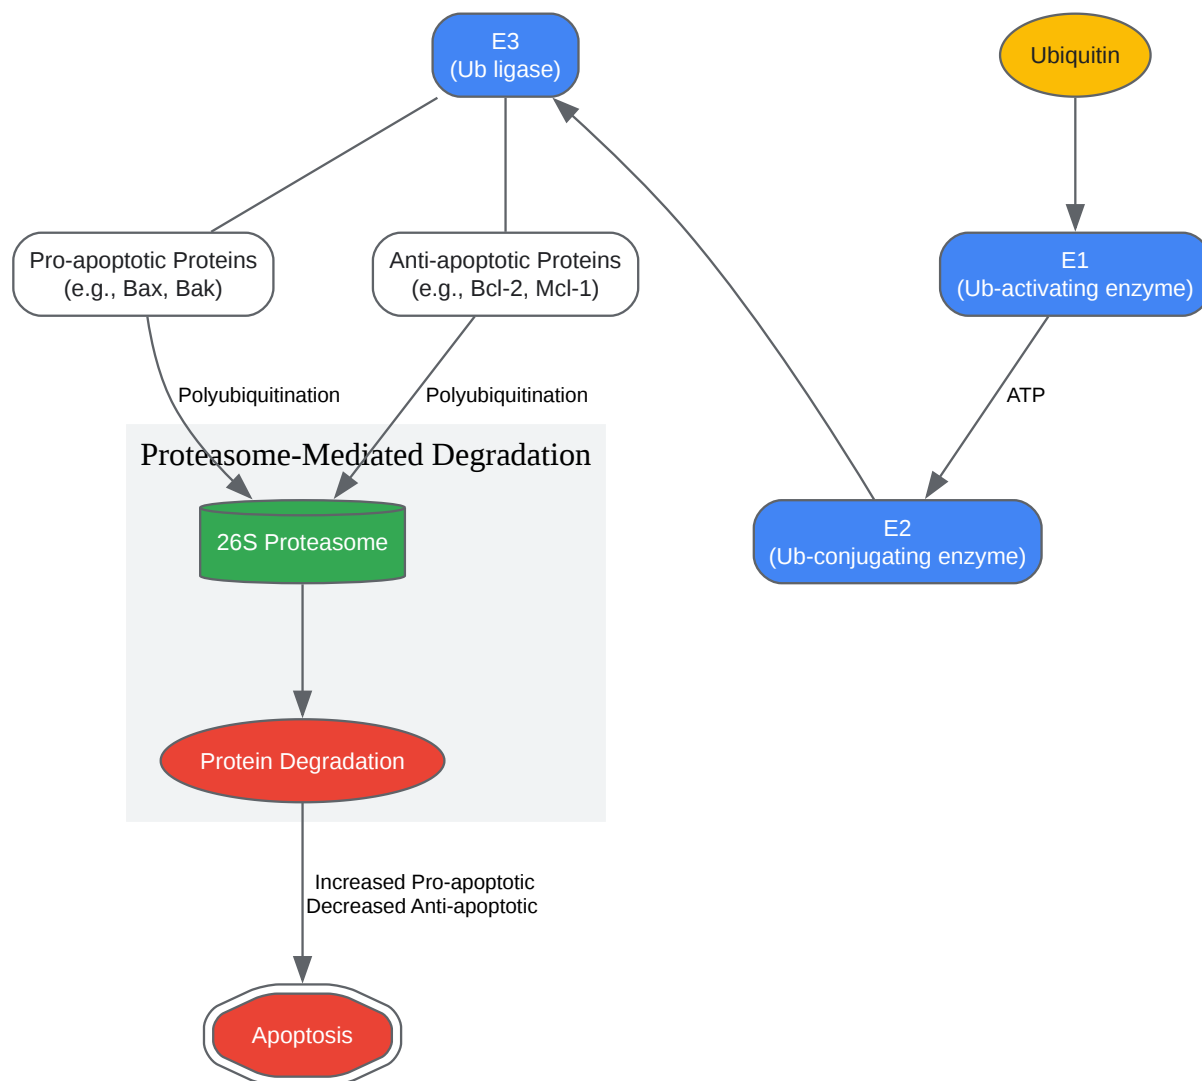 E3
(Ub ligase)
Ubiquitin
Pro-apoptotic Proteins
(e.g., Bax, Bak)
Anti-apoptotic Proteins
(e.g., Bcl-2, Mcl-1)
E1
(Ub-activating enzyme)
Polyubiquitination
Polyubiquitination
ATP
Proteasome-Mediated Degradation
26S Proteasome
E2
(Ub-conjugating enzyme)
Protein Degradation
Increased Pro-apoptotic
Decreased Anti-apoptotic
Apoptosis